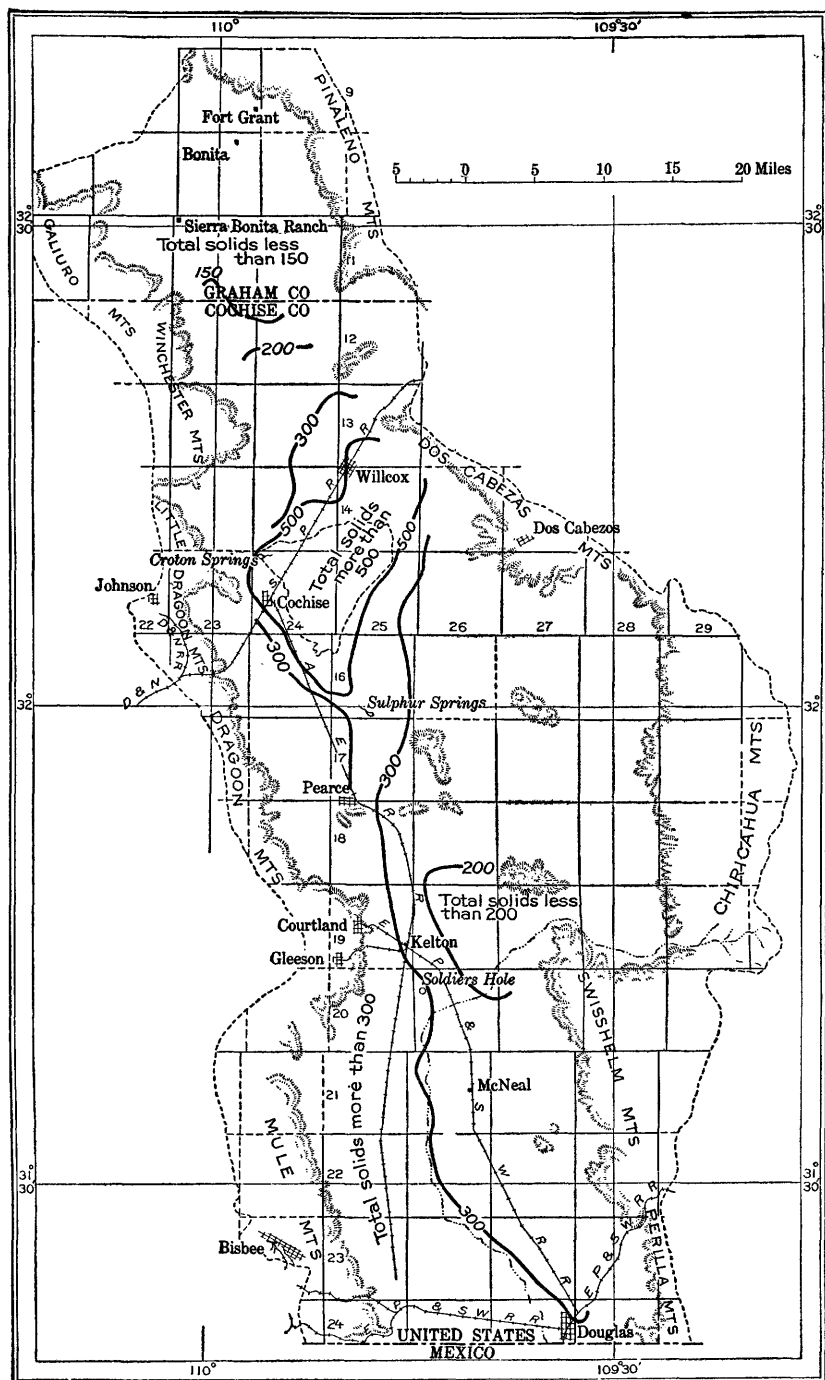 110°
109°30'
PINALENO MTS
9
Fort Grant
Bonita
5 0 5 10 15 20 Miles
32°
30'
32°
30'
Sierra Bonita Ranch
Total solids less
than 150
GALIURO MTS
11
150
GRAHAM CO
COCHISE CO
WINCHESTER MTS
12
200
300
13
R
Willcox
DOS CABEZAS MTS
R
500
P
14
Total solids
more than
500
500
Dos Cabezos
Croton Springs
LITTLE DRAGOON MTS
S
Johnson
Cochise
22
23
24
25
26
27
28
29
D & N R R
300
A
16
D & N
32°
32°
Sulphur Springs
DRAGOON MTS
E
17
300
Pearce
R
18
CHIRICAHUA MTS
200
R
Total solids less
than 200
Courtland
E
19
Kelton
Gleeson
P
Soldiers Hole
20
&
SWISSHELM MTS
Total solids more than 300
McNeal
21
S
MULE MTS
W
22
31°
30'
31°
30'
300
R
Bisbee
23
R
E P & S W R R
PERILLA MTS
E P & S W R R
24
Douglas
UNITED STATES
MEXICO
110°
109°30'